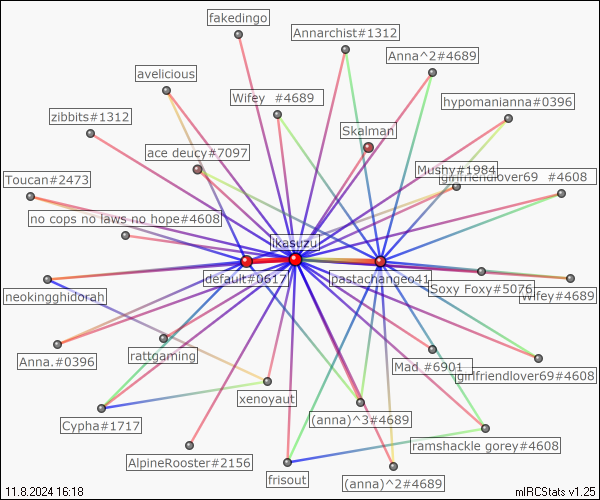 fakedingo
Annarchist#1312
Anna^2#4689
avelicious
Wifey #4689
hypomanianna#0396
zibbits#1312
Skalman
ace deucy#7097
Mushy#1984
Toucan#2473
girlfriendlover69 #4608
no cops no laws no hope#4608
ikasuzu
default#0617
pastachangeo41
Soxy Foxy#5076
neokingghidorah
Wifey#4689
Anna.#0396
rattgaming
Mad #6901
girlfriendlover69#4608
xenoyaut
Cypha#1717
(anna)^3#4689
ramshackle gorey#4608
AlpineRooster#2156
frisout
(anna)^2#4689
11.8.2024 16:18
mIRCStats v1.25